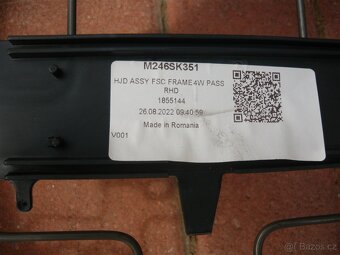 M246SK351
HJD ASSY FSC FRAME 4W PASS
RHD
1855144
26.08.2022 09:40:59
Made in Romania
V001
bazos.cz